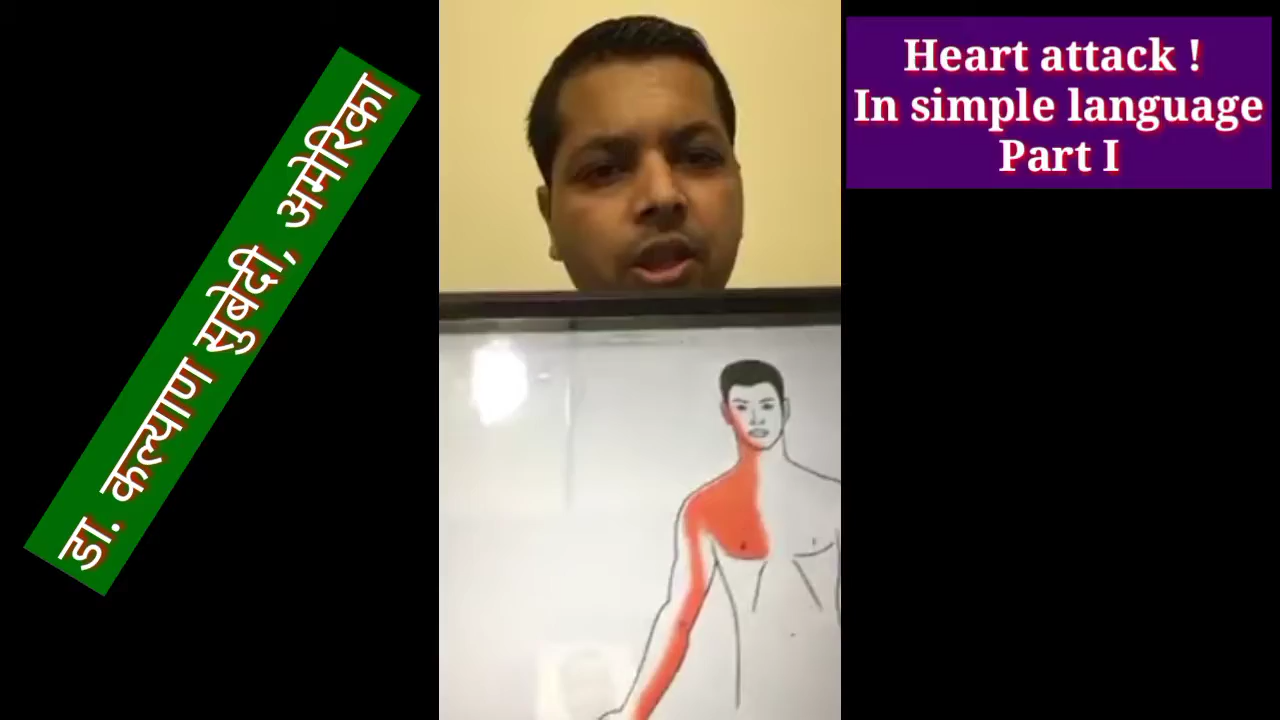 डा. कल्याण सुबेदी, अमेरिका
Heart attack !
In simple language
Part I